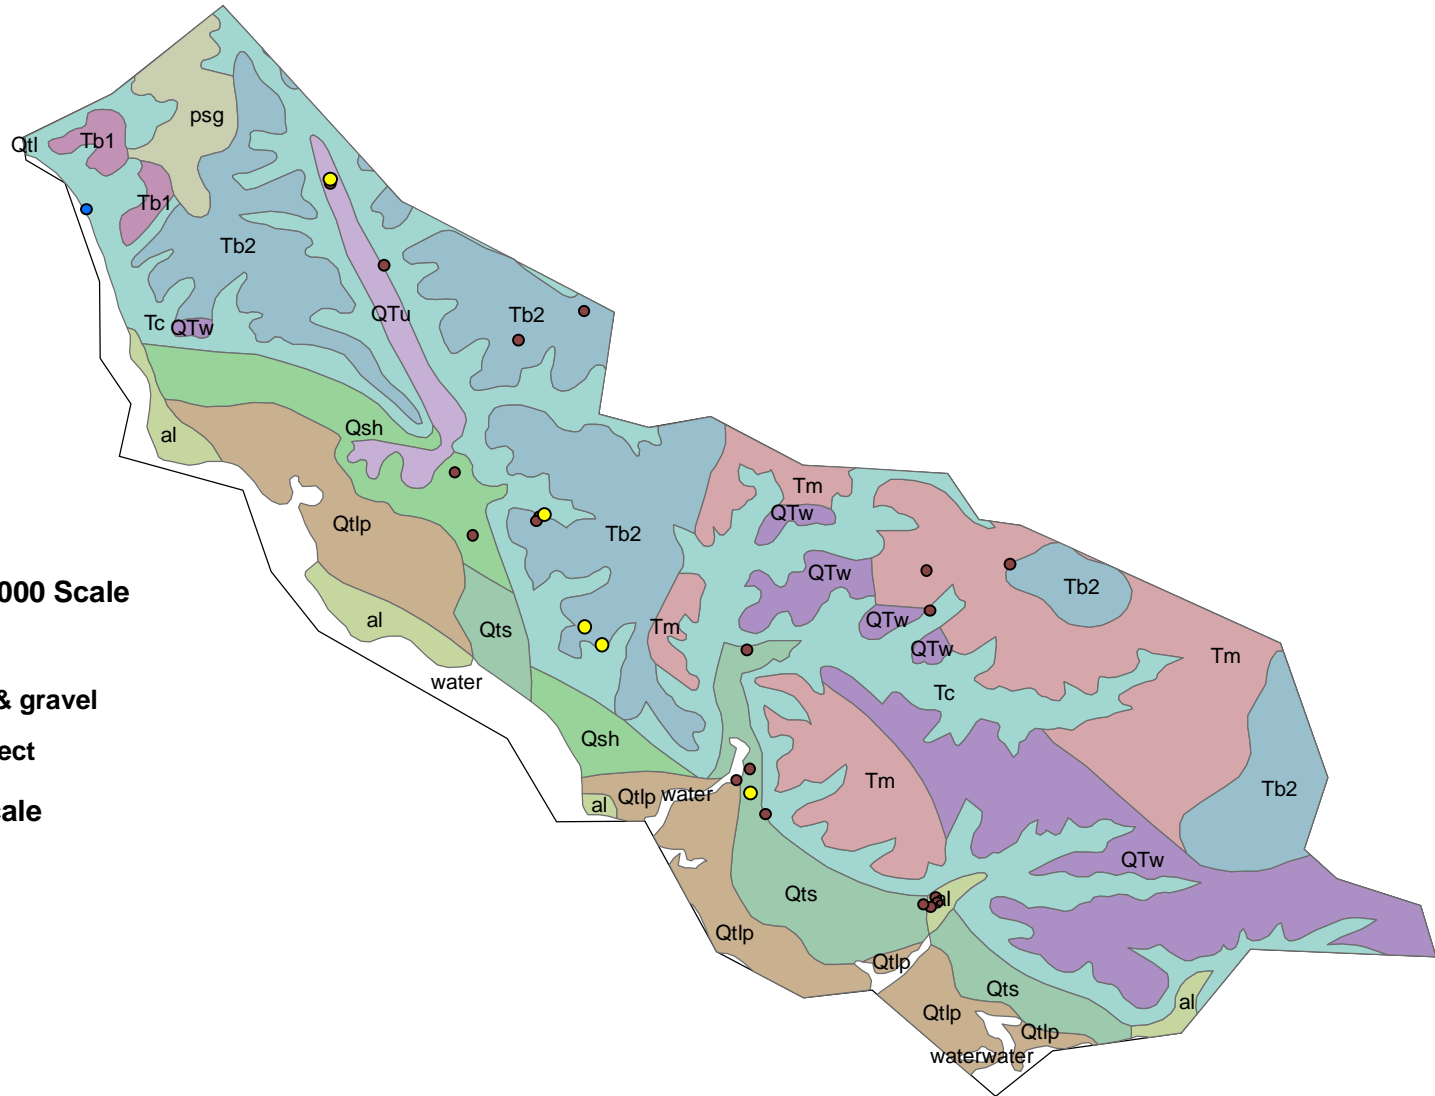 psg
Qtl
Tb1
Tb1
Tb2
Tc
QTw
QTu
Tb2
Qsh
al
Qtlp
Tb2
Tm
QTw
QTw
Tb2
000 Scale
al
Qts
Tm
QTw
QTw
Tm
water
& gravel
Tc
Qsh
ect
Tm
Tb2
al
Qtlp
water
cale
QTw
Qts
al
Qtlp
Qtlp
Qts
al
Qtlp
Qtlp
waterwater